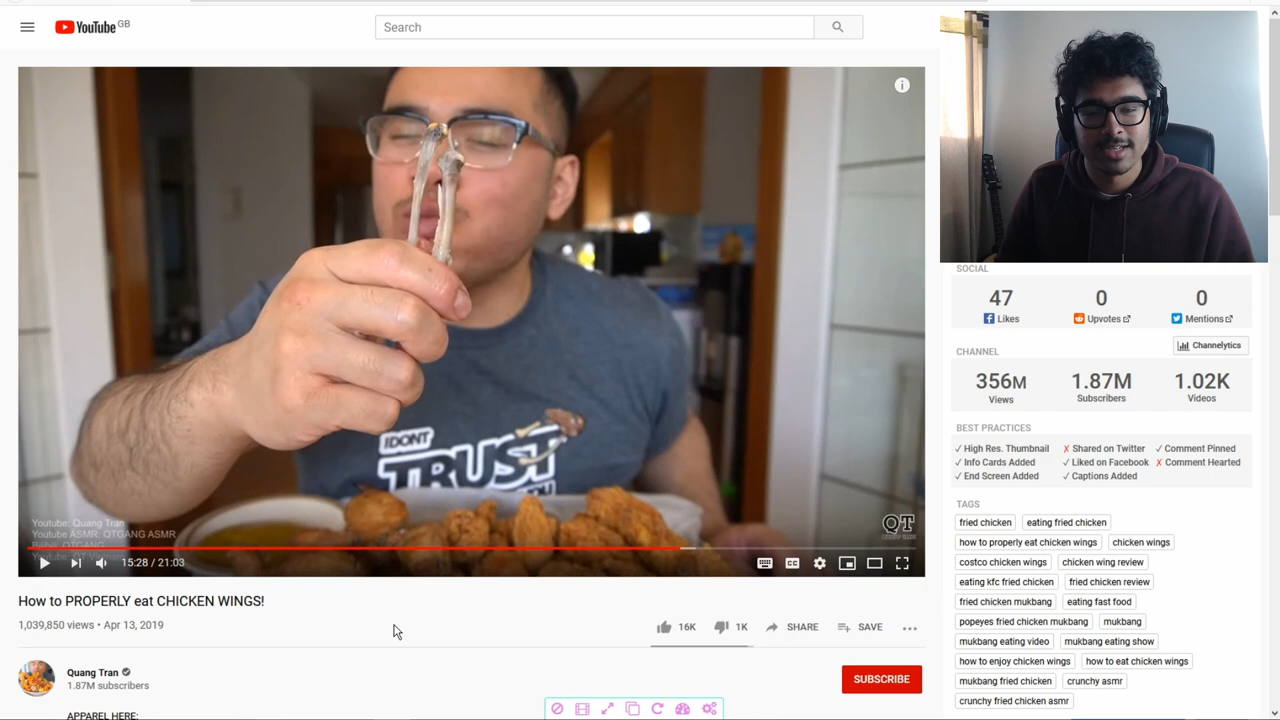 YouTube GB
Search
i
I DONT
TRUST
Youtube: Quang Tran
Youtube ASMR: QTGANG ASMR
QT
15:28 / 21:03
CC
How to PROPERLY eat CHICKEN WINGS!
1,039,850 views • Apr 13, 2019
16K 1K SHARE SAVE
Quang Tran
1.87M subscribers
SUBSCRIBE
APPAREL HERE:
SOCIAL
47 0 0
Likes Upvotes Mentions
CHANNEL Channelytics
356M 1.87M 1.02K
Views Subscribers Videos
BEST PRACTICES
✓ High Res. Thumbnail ✗ Shared on Twitter ✓ Comment Pinned
✓ Info Cards Added ✓ Liked on Facebook ✗ Comment Hearted
✓ End Screen Added ✓ Captions Added
TAGS
fried chicken eating fried chicken
how to properly eat chicken wings chicken wings
costco chicken wings chicken wing review
eating kfc fried chicken fried chicken review
fried chicken mukbang eating fast food
popeyes fried chicken mukbang mukbang
mukbang eating video mukbang eating show
how to enjoy chicken wings how to eat chicken wings
mukbang fried chicken crunchy asmr
crunchy fried chicken asmr